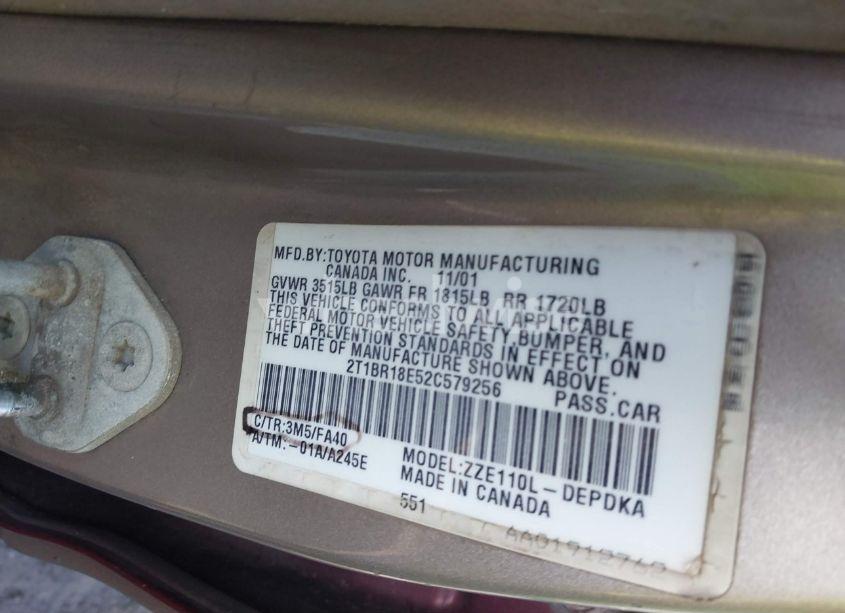 MFD.BY:TOYOTA MOTOR MANUFACTURING
CANADA INC. 11/01
GVWR 3515LB GAWR FR 1815LB RR 1720LB
THIS VEHICLE CONFORMS TO ALL APPLICABLE
FEDERAL MOTOR VEHICLE SAFETY, BUMPER, AND
THEFT PREVENTION STANDARDS IN EFFECT ON
THE DATE OF MANUFACTURE SHOWN ABOVE.
2T1BR18E52C579256 PASS.CAR
C/TR:3M5/FA40
A/TM:-01A/A245E
MODEL:ZZE110L-DEPDKA
MADE IN CANADA
551